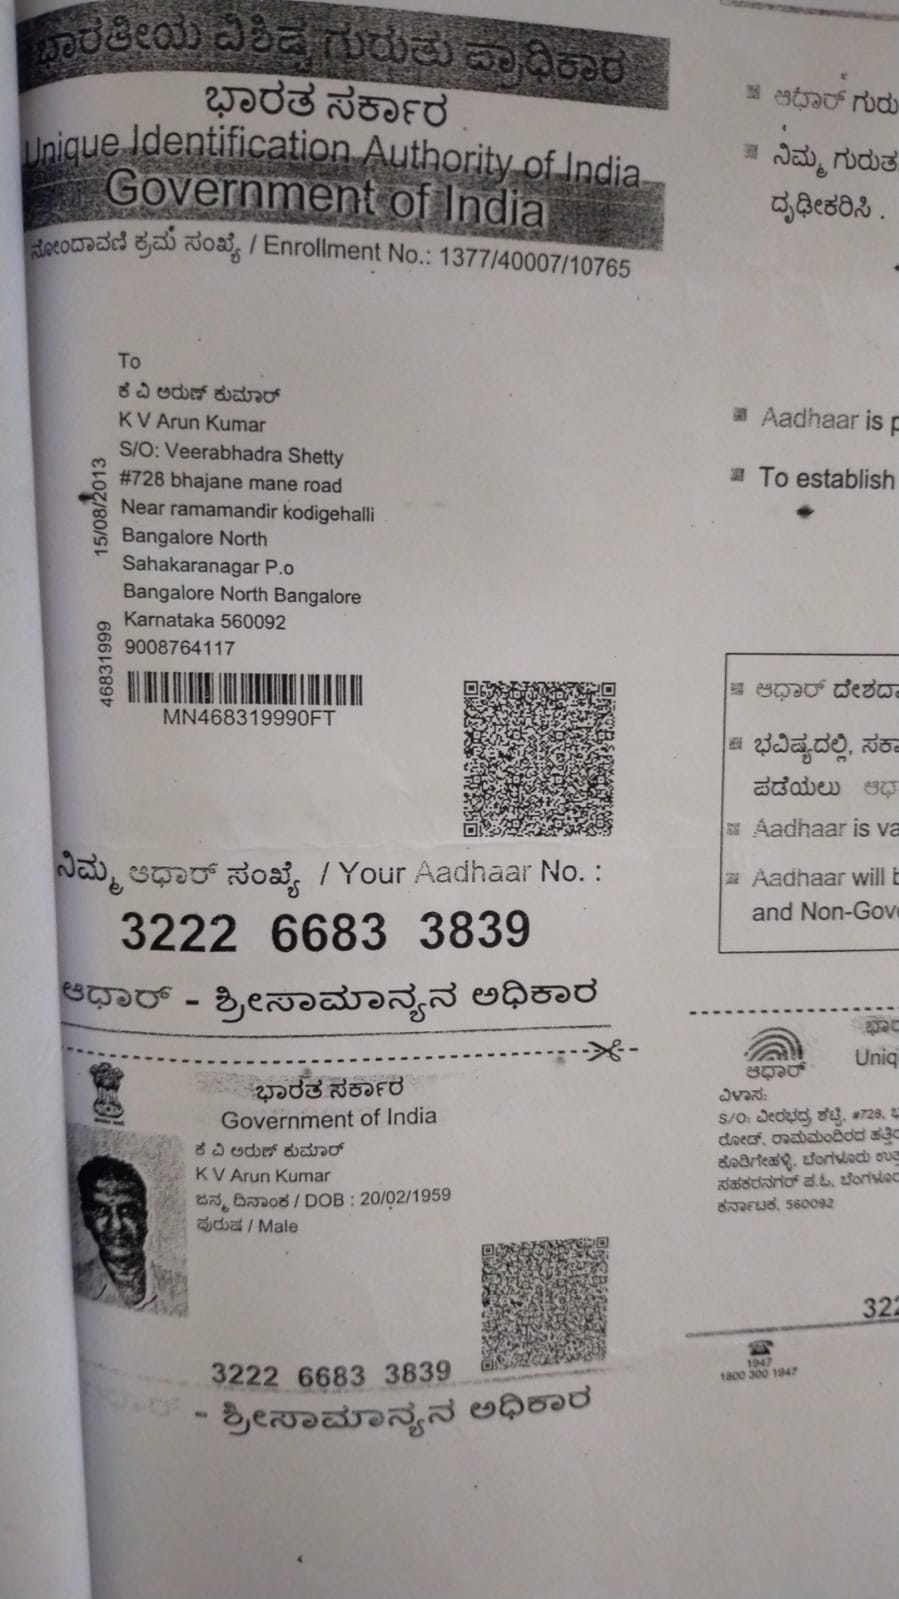 ಭಾರತೀಯ ವಿಶಿಷ್ಟ ಗುರುತು ಪ್ರಾಧಿಕಾರ
ಭಾರತ ಸರ್ಕಾರ
Unique Identification Authority of India
Government of India
ನೋಂದಾವಣಿ ಕ್ರಮ ಸಂಖ್ಯೆ / Enrollment No.: 1377/40007/10765
To
ಕೆ ವಿ ಅರುಣ್ ಕುಮಾರ್
K V Arun Kumar
S/O: Veerabhadra Shetty
#728 bhajane mane road
Near ramamandir kodigehalli
Bangalore North
Sahakaranagar P.o
Bangalore North Bangalore
Karnataka 560092
9008764117
15/08/2013
46831999
MN468319990FT
ನಿಮ್ಮ ಆಧಾರ್ ಸಂಖ್ಯೆ / Your Aadhaar No. :
3222 6683 3839
ಆಧಾರ್ - ಶ್ರೀಸಾಮಾನ್ಯನ ಅಧಿಕಾರ
ಭಾರತ ಸರ್ಕಾರ
Government of India
ಕೆ ವಿ ಅರುಣ್ ಕುಮಾರ್
K V Arun Kumar
ಜನ್ಮ ದಿನಾಂಕ / DOB : 20/02/1959
ಪುರುಷ / Male
3222 6683 3839
- ಶ್ರೀಸಾಮಾನ್ಯನ ಅಧಿಕಾರ
ಆಧಾರ್ ಗುರು
ನಿಮ್ಮ ಗುರುತ
ದೃಢೀಕರಿಸಿ .
Aadhaar is p
To establish
ಆಧಾರ್ ದೇಶದಾ
ಭವಿಷ್ಯದಲ್ಲಿ, ಸರ್ಕಾ
ಪಡೆಯಲು ಆಧಾ
Aadhaar is va
Aadhaar will b
and Non-Gov
ಆಧಾರ್
ಭಾರ
Uniq
ವಿಳಾಸ:
S/O: ವೀರಭದ್ರ ಶೆಟ್ಟಿ, #728, ಭ
ರೋಡ್, ರಾಮಮಂದಿರದ ಹತ್ತಿರ
ಕೊಡಿಗೇಹಳ್ಳಿ, ಬೆಂಗಳೂರು ಉತ್ತ
ಸಹಕರನಗರ್ ಪ.ಓ, ಬೆಂಗಳೂರ
ಕರ್ನಾಟಕ, 560092
322
1947
1800 300 1947